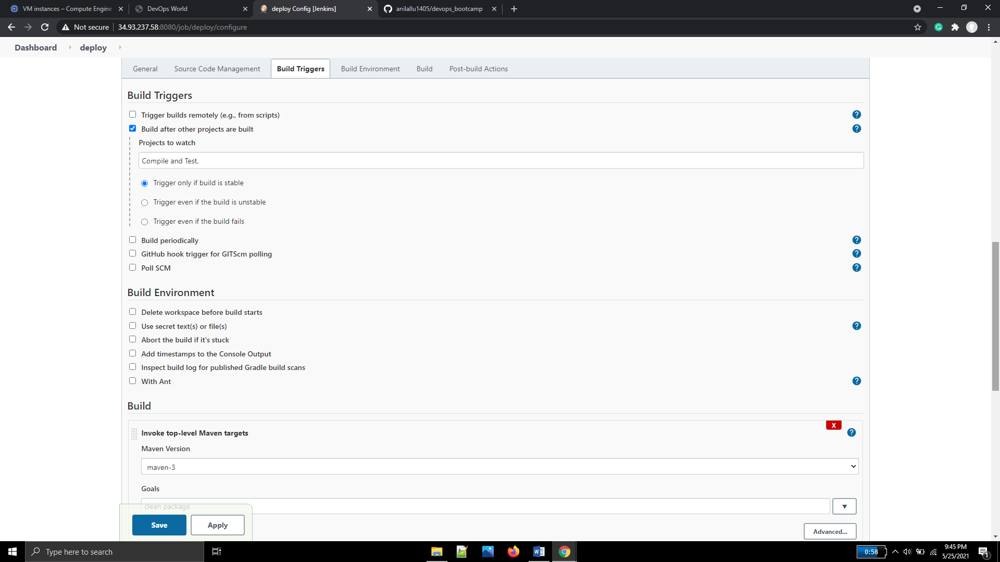 VM instances – Compute Engine
DevOps World
deploy Config [Jenkins]
anilallu1405/devops_bootcamp
Not secure
34.93.237.58:8080/job/deploy/configure
Dashboard
deploy
General
Source Code Management
Build Triggers
Build Environment
Build
Post-build Actions
Build Triggers
Trigger builds remotely (e.g., from scripts)
?
Build after other projects are built
?
Projects to watch
Compile and Test,
Trigger only if build is stable
Trigger even if the build is unstable
Trigger even if the build fails
Build periodically
?
GitHub hook trigger for GITScm polling
?
Poll SCM
?
Build Environment
Delete workspace before build starts
Use secret text(s) or file(s)
?
Abort the build if it's stuck
Add timestamps to the Console Output
Inspect build log for published Gradle build scans
With Ant
?
Build
X
Invoke top-level Maven targets
?
Maven Version
maven-3
Goals
clean package
Save
Apply
Advanced...
Type here to search
0:58
9:45 PM
5/25/2021
1